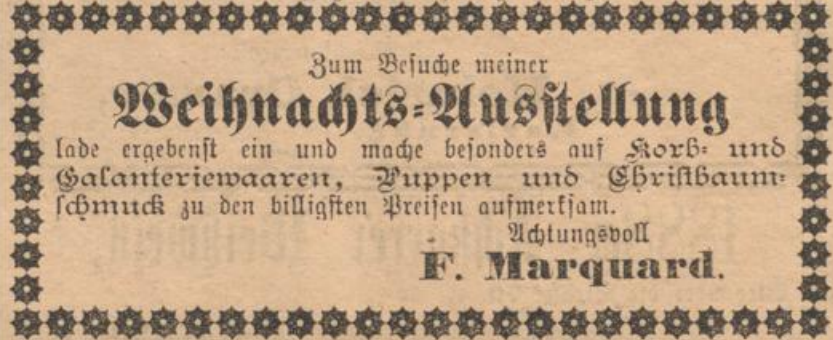 Zum Besuche meiner
Weihnachts-Ausstellung
lade ergebenst ein und mache besonders auf Korb- und
Galanteriewaaren, Puppen und Christbaum-
schmuck zu den billigsten Preisen aufmerksam.
Achtungsvoll
F. Marquard.